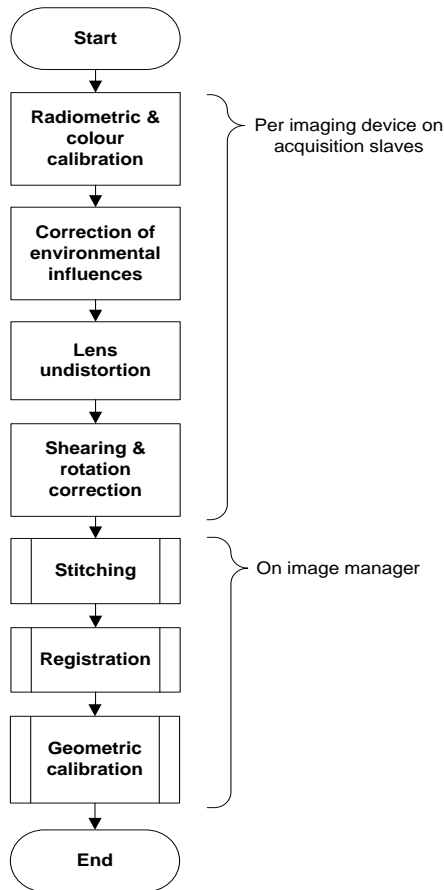 Start
Radiometric &
colour
calibration
Per imaging device on
acquisition slaves
Correction of
environmental
influences
Lens
undistortion
Shearing &
rotation
correction
Stitching
On image manager
Registration
Geometric
calibration
End